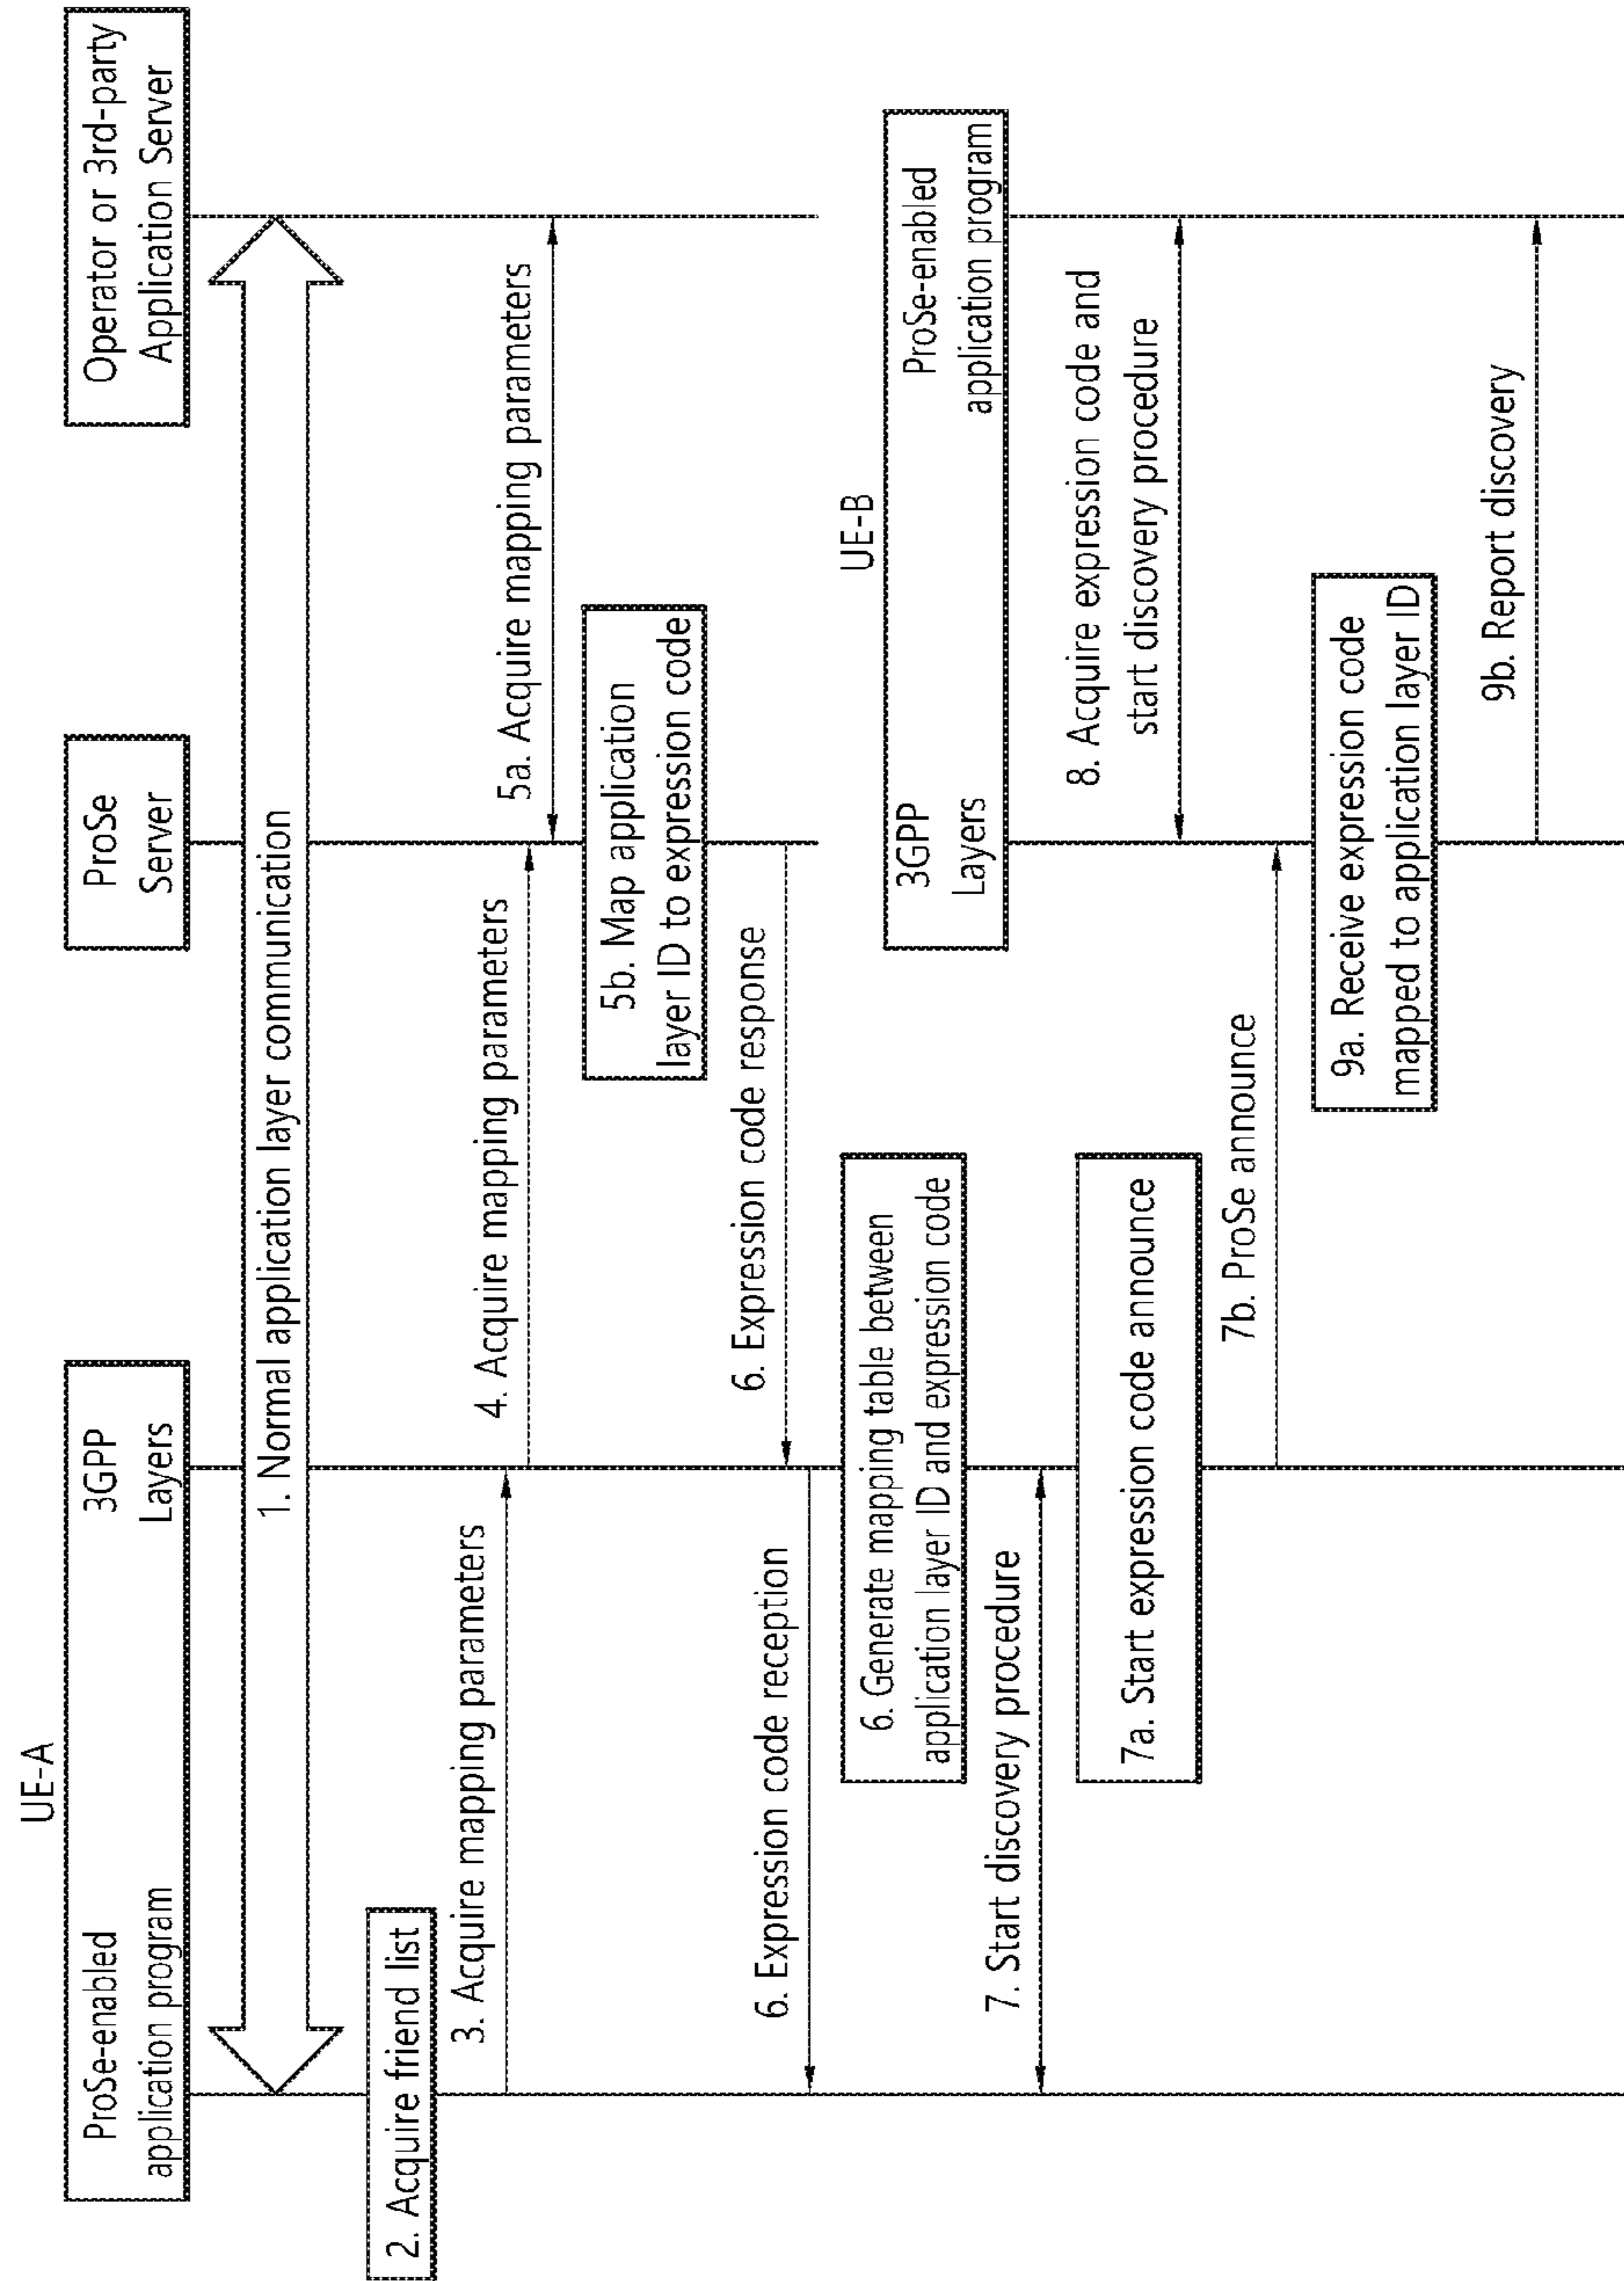 UE-A
ProSe-enabled
application program
3GPP
Layers
ProSe
Server
Operator or 3rd-party
Application Server
1. Normal application layer communication
2. Acquire friend list
3. Acquire mapping parameters
4. Acquire mapping parameters
5a. Acquire mapping parameters
5b. Map application
layer ID to expression code
6. Expression code response
6. Expression code reception
6. Generate mapping table between
application layer ID and expression code
UE-B
3GPP
Layers
ProSe-enabled
application program
7. Start discovery procedure
8. Acquire expression code and
start discovery procedure
7a. Start expression code announce
7b. ProSe announce
9a. Receive expression code
mapped to application layer ID
9b. Report discovery